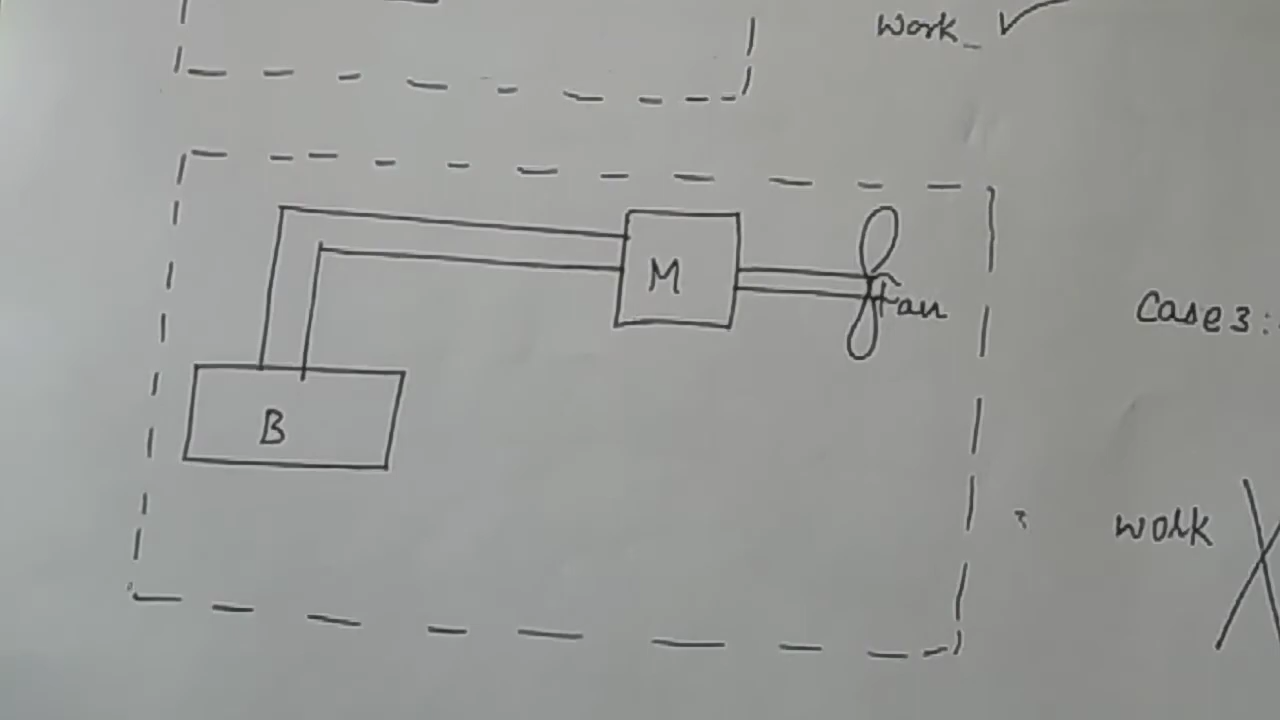 work - ✓
M
Fan
Case 3:-
B
work X